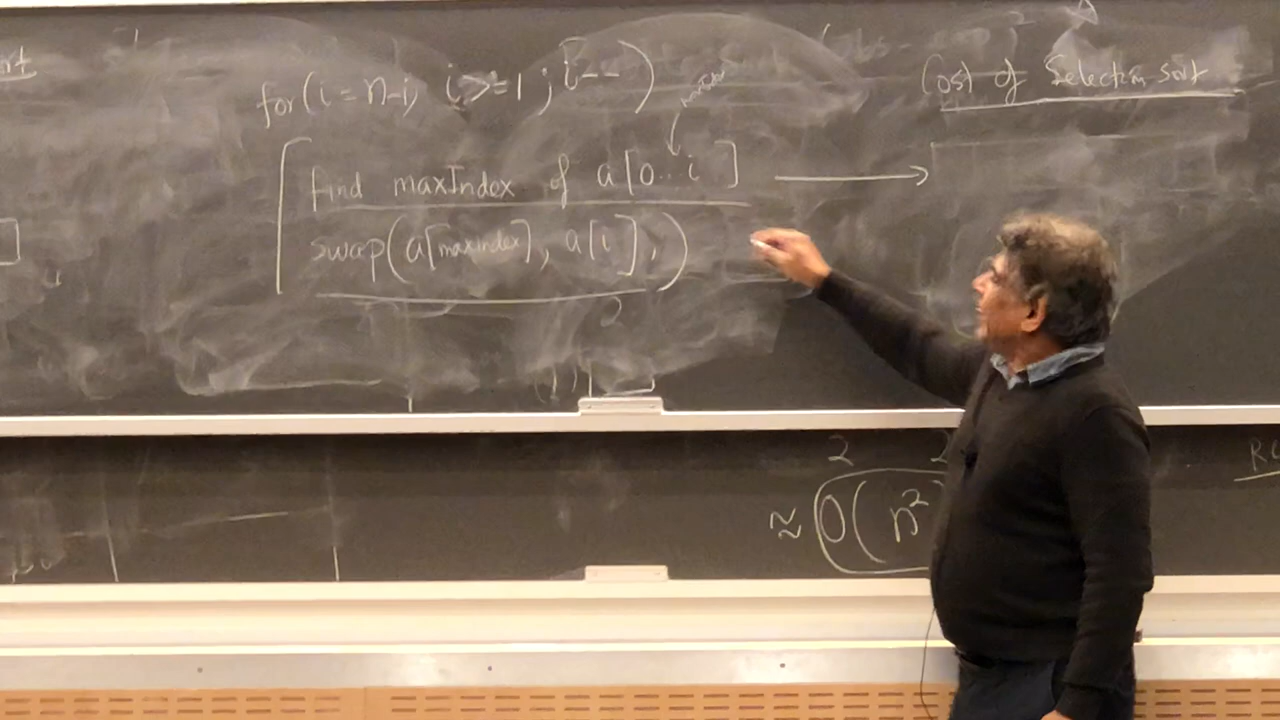 for(i = n-1, i >= 1 ; i-- )
Cost of Selection sort
find maxIndex of a[0..i]
swap(a[maxindex], a[i], )
≈ O( n²